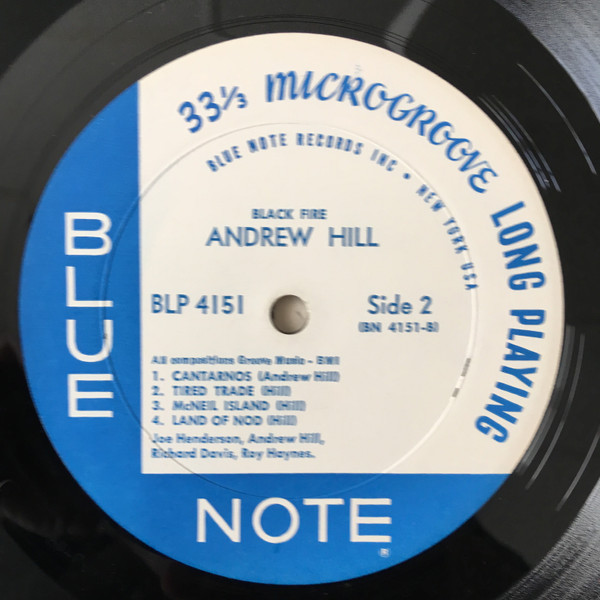 33⅓ MICROGROOVE LONG PLAYING
BLUE NOTE RECORDS INC • NEW YORK USA
BLACK FIRE
ANDREW HILL
BLP 4151
Side 2
(BN 4151-B)
All compositions Groove Music - BMI
1. CANTARNOS (Andrew Hill)
2. TIRED TRADE (Hill)
3. McNEIL ISLAND (Hill)
4. LAND OF NOD (Hill)
Joe Henderson, Andrew Hill,
Richard Davis, Roy Haynes.
BLUE
NOTE
®